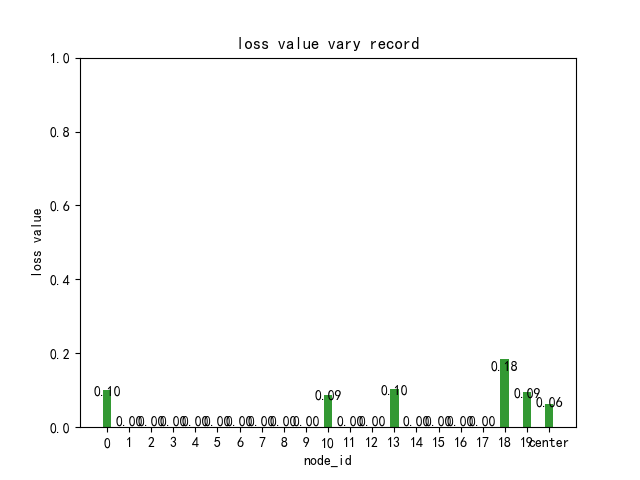 loss value vary record
1.0
0.8
0.6
0.4
0.2
0.0
loss value
0.10 0.00 0.00 0.00 0.00 0.00 0.00 0.00 0.00 0.00 0.09 0.00 0.00 0.10 0.00 0.00 0.00 0.00 0.18 0.09 0.06
0 1 2 3 4 5 6 7 8 9 10 11 12 13 14 15 16 17 18 19 center
node_id